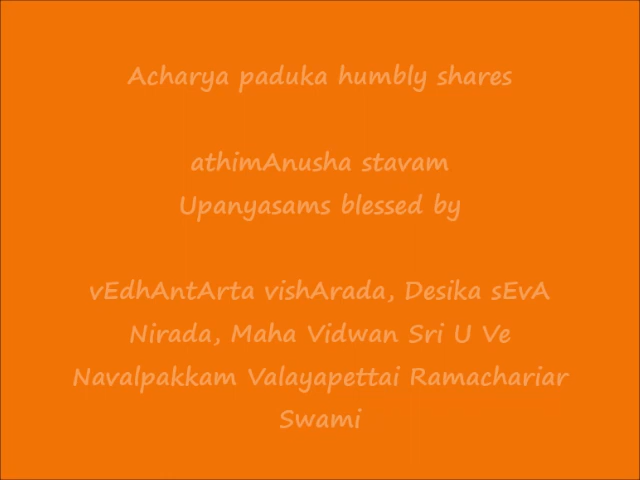 Acharya paduka humbly shares
athimAnusha stavam
Upanyasams blessed by
vEdhAntArta vishArada, Desika sEvA
Nirada, Maha Vidwan Sri U Ve
Navalpakkam Valayapettai Ramachariar
Swami